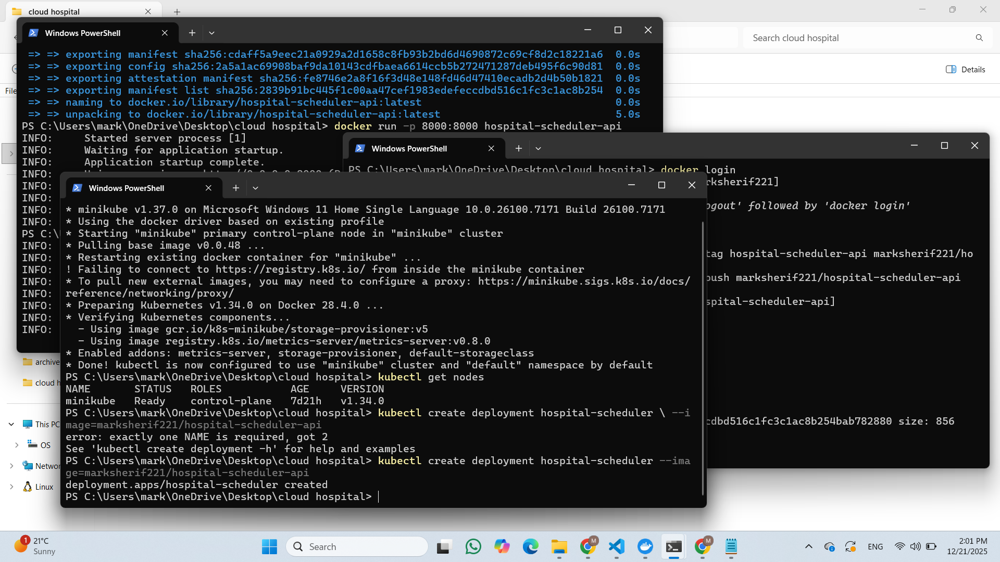 cloud hospital
Search cloud hospital
Details
File
Windows PowerShell
=> => exporting manifest sha256:cdaff5a9eec21a0929a2d1658c8fb93b2bd6d4690872c69cf8d2c18221a6 0.0s
=> => exporting config sha256:2a5a1ac69908baf9da10143cdfbaea6614ccb5b272471287deb495f6c90d81 0.0s
=> => exporting attestation manifest sha256:fe8746e2a8f16f3d48e148fd46d47410ecadb2d4b50b1821 0.0s
=> => exporting manifest list sha256:2839b91bc445f1c00aa47cef1983edefeccdbd516c1fc3c1ac8b254 0.0s
=> => naming to docker.io/library/hospital-scheduler-api:latest 0.0s
=> => unpacking to docker.io/library/hospital-scheduler-api:latest 5.0s
PS C:\Users\mark\OneDrive\Desktop\cloud hospital> docker run -p 8000:8000 hospital-scheduler-api
INFO: Started server process [1]
INFO: Waiting for application startup.
INFO: Application startup complete.
INFO:
INFO:
INFO:
INFO:
INFO:
PS C:\
INFO:
INFO:
INFO:
INFO:
INFO:
INFO:
INFO:
INFO:
Windows PowerShell
PS C:\Users\mark\OneDrive\Desktop\cloud hospital> docker login
rksherif221]
ogout' followed by 'docker login'
tag hospital-scheduler-api marksherif221/ho
push marksherif221/hospital-scheduler-api
spital-scheduler-api]
cdbd516c1fc3c1ac8b254bab782880 size: 856
Windows PowerShell
* minikube v1.37.0 on Microsoft Windows 11 Home Single Language 10.0.26100.7171 Build 26100.7171
* Using the docker driver based on existing profile
* Starting "minikube" primary control-plane node in "minikube" cluster
* Pulling base image v0.0.48 ...
* Restarting existing docker container for "minikube" ...
! Failing to connect to https://registry.k8s.io/ from inside the minikube container
* To pull new external images, you may need to configure a proxy: https://minikube.sigs.k8s.io/docs/
reference/networking/proxy/
* Preparing Kubernetes v1.34.0 on Docker 28.4.0 ...
* Verifying Kubernetes components...
- Using image gcr.io/k8s-minikube/storage-provisioner:v5
- Using image registry.k8s.io/metrics-server/metrics-server:v0.8.0
* Enabled addons: metrics-server, storage-provisioner, default-storageclass
* Done! kubectl is now configured to use "minikube" cluster and "default" namespace by default
PS C:\Users\mark\OneDrive\Desktop\cloud hospital> kubectl get nodes
NAME STATUS ROLES AGE VERSION
minikube Ready control-plane 7d21h v1.34.0
PS C:\Users\mark\OneDrive\Desktop\cloud hospital> kubectl create deployment hospital-scheduler \ --i
mage=marksherif221/hospital-scheduler-api
error: exactly one NAME is required, got 2
See 'kubectl create deployment -h' for help and examples
PS C:\Users\mark\OneDrive\Desktop\cloud hospital> kubectl create deployment hospital-scheduler --ima
ge=marksherif221/hospital-scheduler-api
deployment.apps/hospital-scheduler created
PS C:\Users\mark\OneDrive\Desktop\cloud hospital>
archive
cloud h
This PC
OS
Networ
Linux
1
21°C
Sunny
Search
M
M
ENG
2:01 PM
12/21/2025